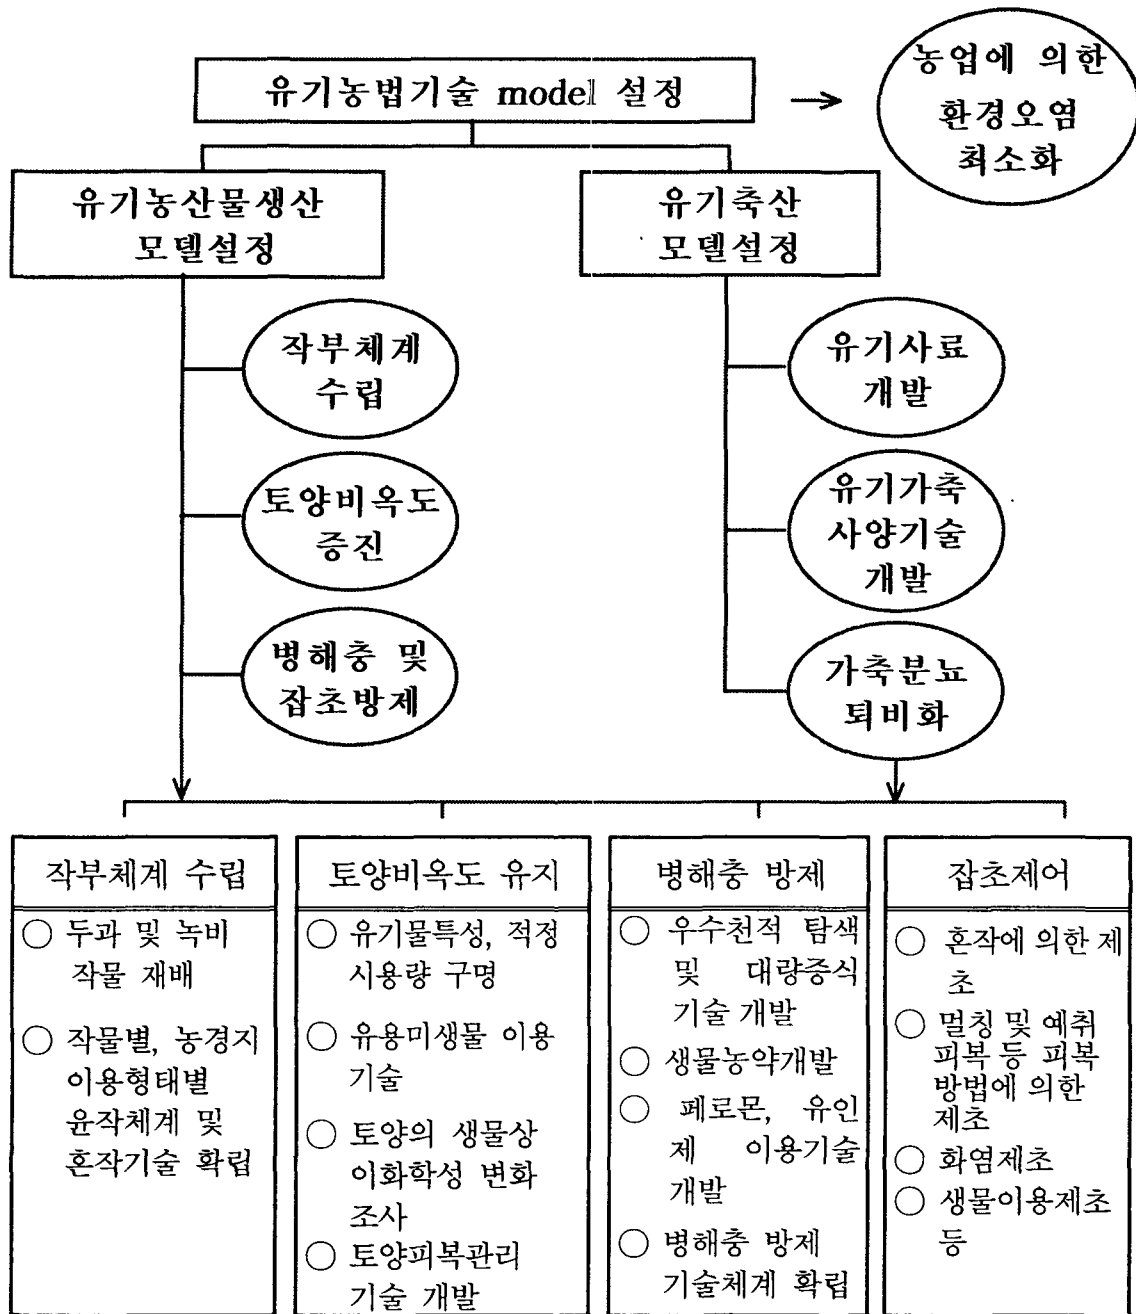 유기농법기술 model 설정
농업에 의한
환경오염
최소화
유기농산물생산
모델설정
유기축산
모델설정
작부체계
수립
토양비옥도
증진
병해충 및
잡초방제
유기사료
개발
유기가축
사양기술
개발
가축분뇨
퇴비화
작부체계 수립
○ 두과 및 녹비
작물 재배
○ 작물별, 농경지
이용형태별
윤작체계 및
혼작기술 확립
토양비옥도 유지
○ 유기물특성, 적정
시용량 구명
○ 유용미생물 이용
기술
○ 토양의 생물상
이화학성 변화
조사
○ 토양피복관리
기술 개발
병해충 방제
○ 우수천적 탐색
및 대량증식
기술 개발
○ 생물농약개발
○ 페로몬, 유인
제 이용기술
개발
○ 병해충 방제
기술체계 확립
잡초제어
○ 혼작에 의한 제
초
○ 멀칭 및 예취
피복 등 피복
방법에 의한
제초
○ 화염제초
○ 생물이용제초
등